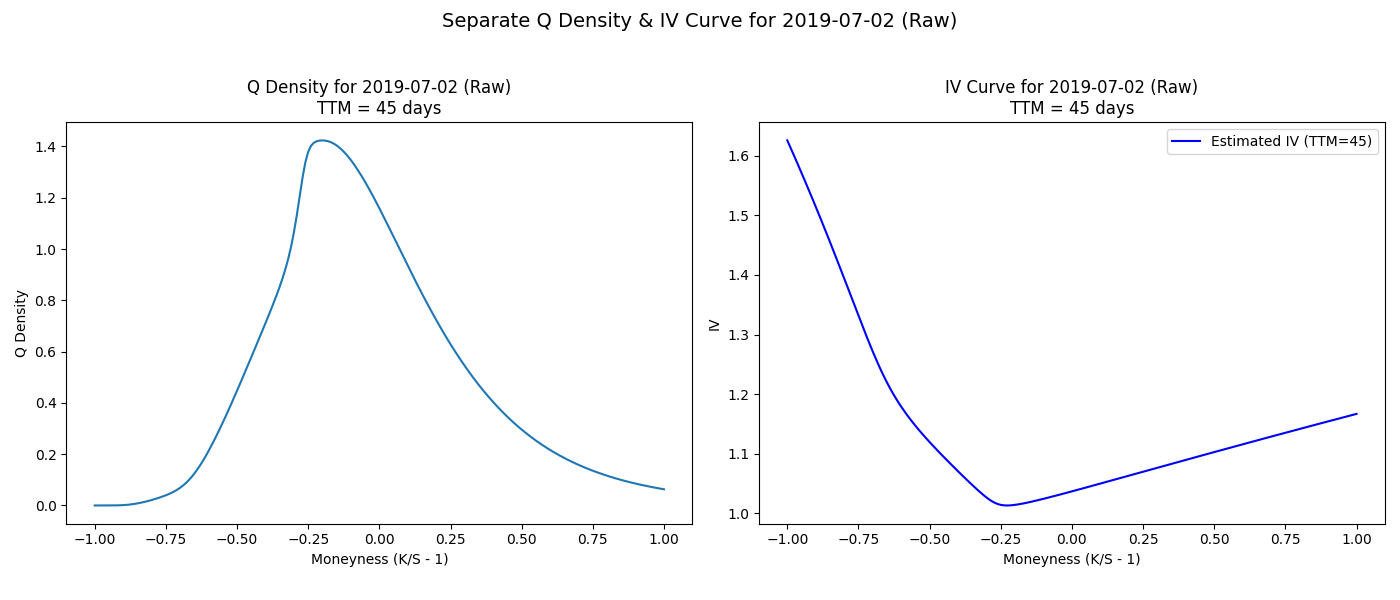 Separate Q Density & IV Curve for 2019-07-02 (Raw)
Q Density for 2019-07-02 (Raw)
TTM = 45 days
Q Density
1.4
1.2
1.0
0.8
0.6
0.4
0.2
0.0
−1.00 −0.75 −0.50 −0.25 0.00 0.25 0.50 0.75 1.00
Moneyness (K/S - 1)
IV Curve for 2019-07-02 (Raw)
TTM = 45 days
Estimated IV (TTM=45)
IV
1.6
1.5
1.4
1.3
1.2
1.1
1.0
−1.00 −0.75 −0.50 −0.25 0.00 0.25 0.50 0.75 1.00
Moneyness (K/S - 1)